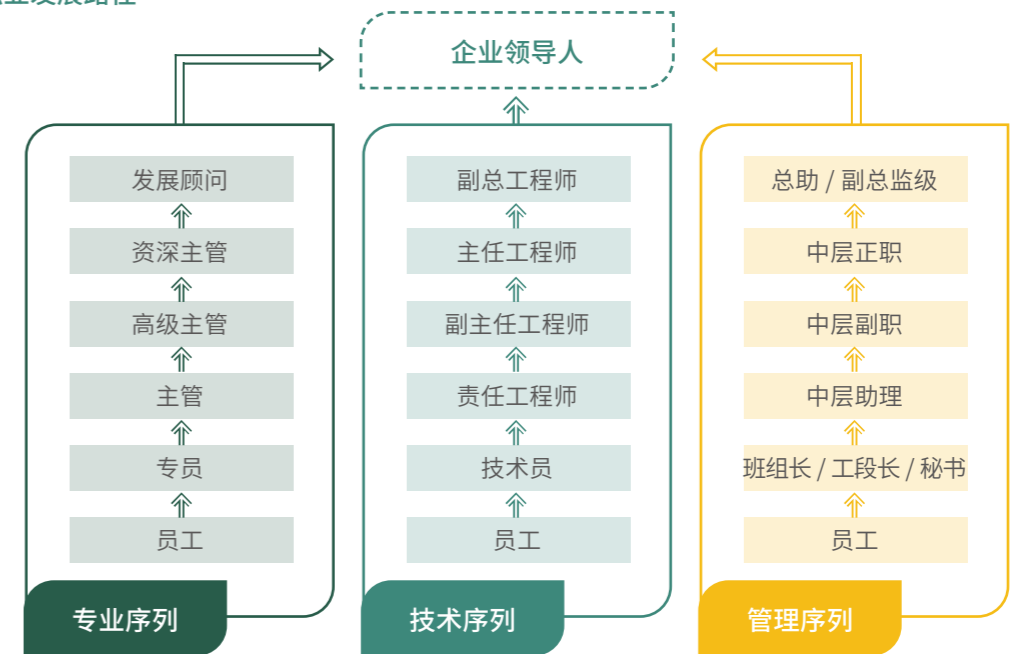 企业领导人
发展顾问
资深主管
高级主管
主管
专员
员工
专业序列
副总工程师
主任工程师
副主任工程师
责任工程师
技术员
员工
技术序列
总助 / 副总监级
中层正职
中层副职
中层助理
班组长 / 工段长 / 秘书
员工
管理序列